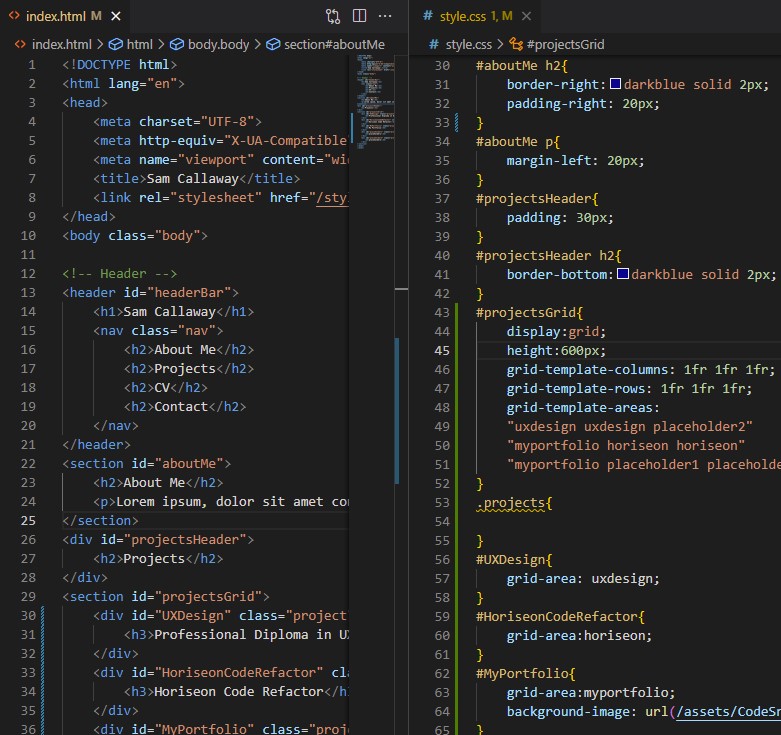 index.html M
index.html > html > body.body > section#aboutMe
1 <!DOCTYPE html>
2 <html lang="en">
3 <head>
4 <meta charset="UTF-8">
5 <meta http-equiv="X-UA-Compatible
6 <meta name="viewport" content="wi
7 <title>Sam Callaway</title>
8 <link rel="stylesheet" href="/sty
9 </head>
10 <body class="body">
11
12 <!-- Header -->
13 <header id="headerBar">
14 <h1>Sam Callaway</h1>
15 <nav class="nav">
16 <h2>About Me</h2>
17 <h2>Projects</h2>
18 <h2>CV</h2>
19 <h2>Contact</h2>
20 </nav>
21 </header>
22 <section id="aboutMe">
23 <h2>About Me</h2>
24 <p>Lorem ipsum, dolor sit amet co
25 </section>
26 <div id="projectsHeader">
27 <h2>Projects</h2>
28 </div>
29 <section id="projectsGrid">
30 <div id="UXDesign" class="project
31 <h3>Professional Diploma in UX
32 </div>
33 <div id="HoriseonCodeRefactor" cla
34 <h3>Horiseon Code Refactor</h
35 </div>
36 <div id="MyPortfolio" class="proj
# style.css 1, M
# style.css > #projectsGrid
30 #aboutMe h2{
31 border-right: darkblue solid 2px;
32 padding-right: 20px;
33 }
34 #aboutMe p{
35 margin-left: 20px;
36 }
37 #projectsHeader{
38 padding: 30px;
39 }
40 #projectsHeader h2{
41 border-bottom: darkblue solid 2px;
42 }
43 #projectsGrid{
44 display:grid;
45 height:600px;
46 grid-template-columns: 1fr 1fr 1fr;
47 grid-template-rows: 1fr 1fr 1fr;
48 grid-template-areas:
49 "uxdesign uxdesign placeholder2"
50 "myportfolio horiseon horiseon"
51 "myportfolio placeholder1 placeholde
52 }
53 .projects{
54
55 }
56 #UXDesign{
57 grid-area: uxdesign;
58 }
59 #HoriseonCodeRefactor{
60 grid-area:horiseon;
61 }
62 #MyPortfolio{
63 grid-area:myportfolio;
64 background-image: url(/assets/CodeSn
65 }